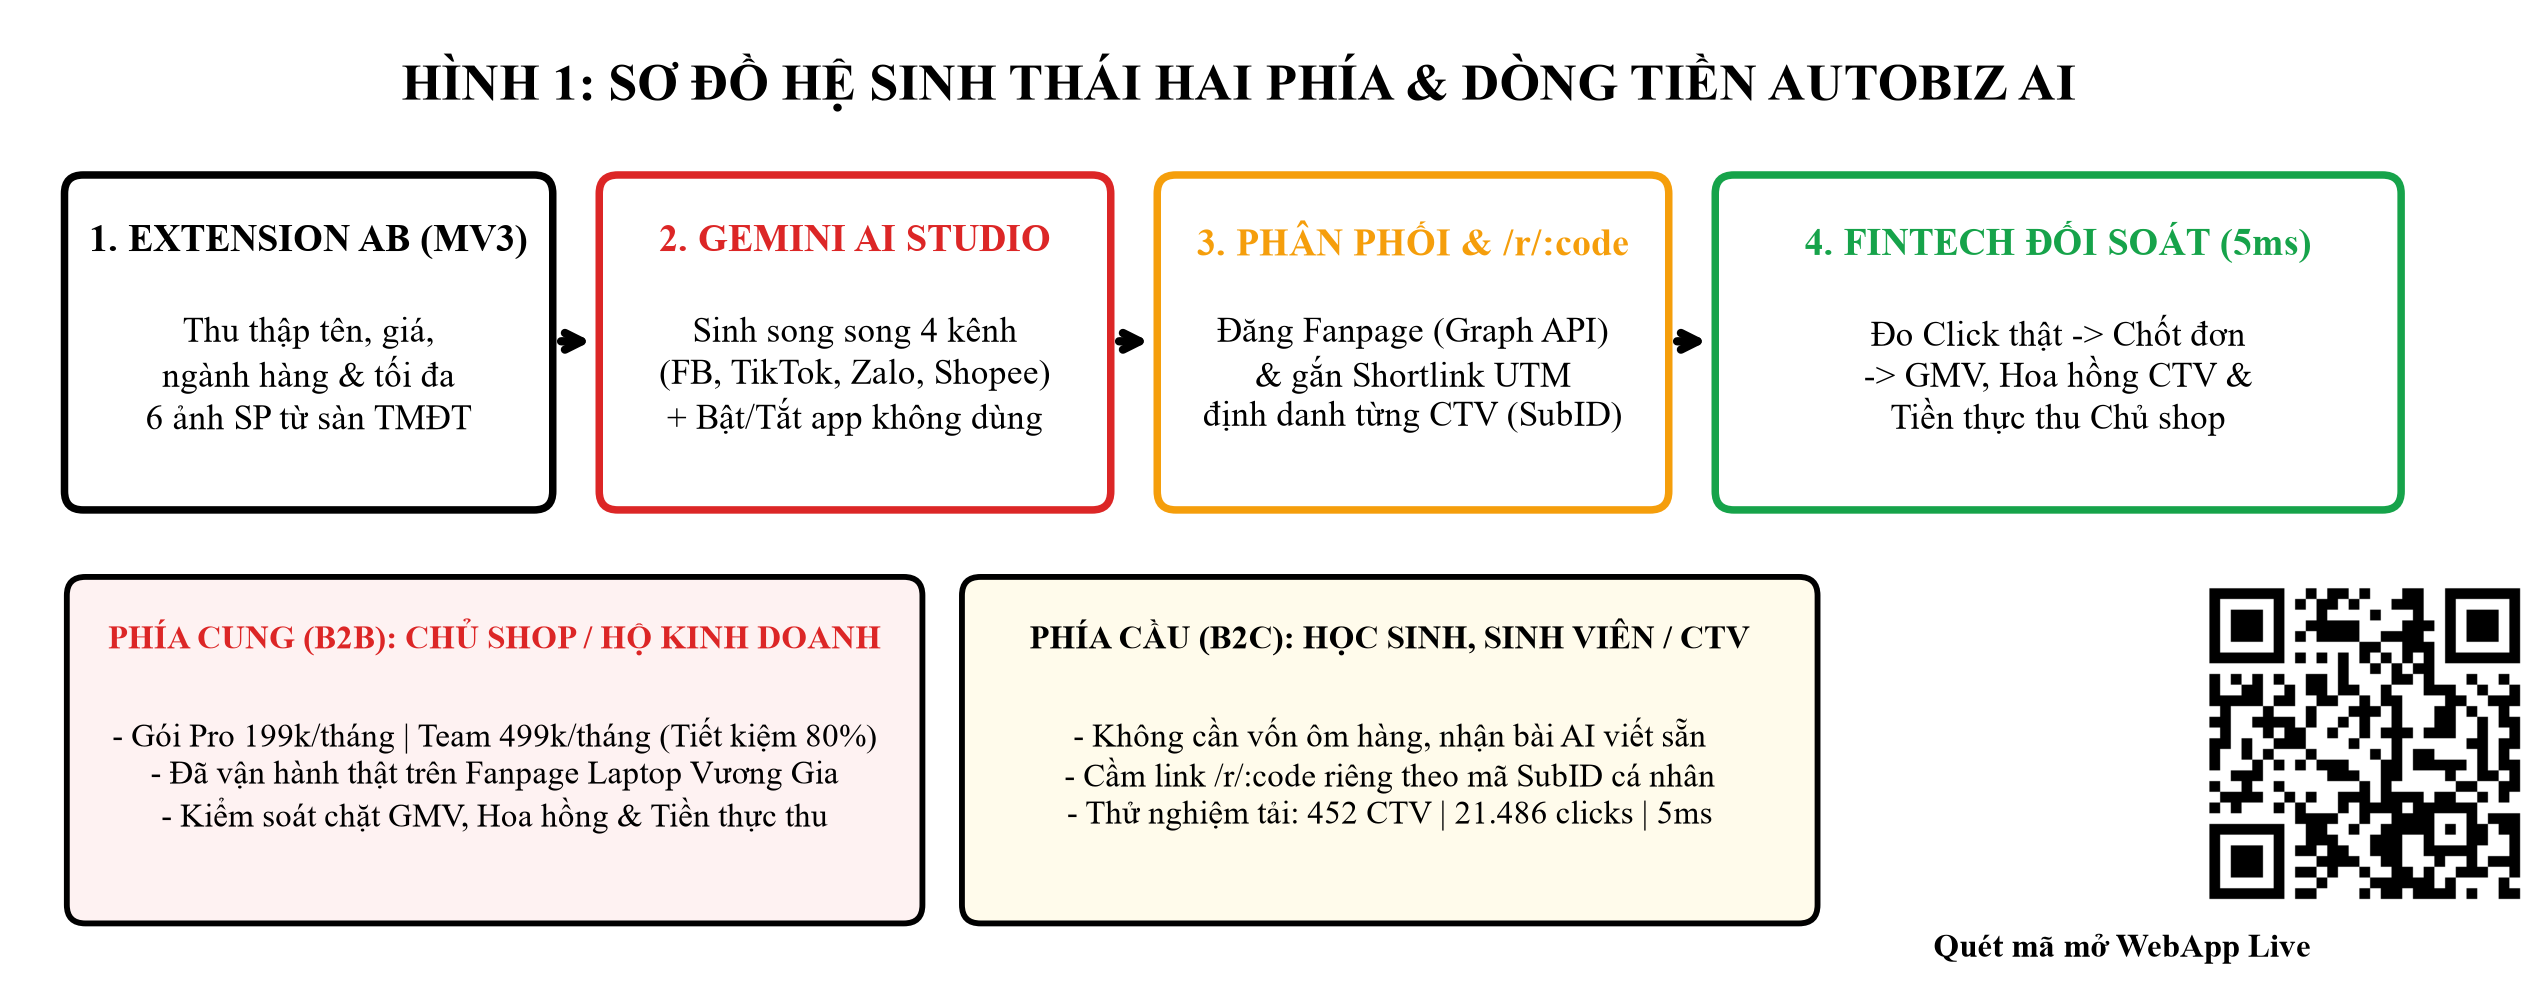 HÌNH 1: SƠ ĐỒ HỆ SINH THÁI HAI PHÍA & DÒNG TIỀN AUTOBIZ AI
1. EXTENSION AB (MV3)
Thu thập tên, giá,
ngành hàng & tối đa
6 ảnh SP từ sàn TMĐT
2. GEMINI AI STUDIO
Sinh song song 4 kênh
(FB, TikTok, Zalo, Shopee)
+ Bật/Tắt app không dùng
3. PHÂN PHỐI & /r/:code
Đăng Fanpage (Graph API)
& gắn Shortlink UTM
định danh từng CTV (SubID)
4. FINTECH ĐỐI SOÁT (5ms)
Đo Click thật -> Chốt đơn
-> GMV, Hoa hồng CTV &
Tiền thực thu Chủ shop
PHÍA CUNG (B2B): CHỦ SHOP / HỘ KINH DOANH
- Gói Pro 199k/tháng | Team 499k/tháng (Tiết kiệm 80%)
- Đã vận hành thật trên Fanpage Laptop Vương Gia
- Kiểm soát chặt GMV, Hoa hồng & Tiền thực thu
PHÍA CẦU (B2C): HỌC SINH, SINH VIÊN / CTV
- Không cần vốn ôm hàng, nhận bài AI viết sẵn
- Cầm link /r/:code riêng theo mã SubID cá nhân
- Thử nghiệm tải: 452 CTV | 21.486 clicks | 5ms
Quét mã mở WebApp Live